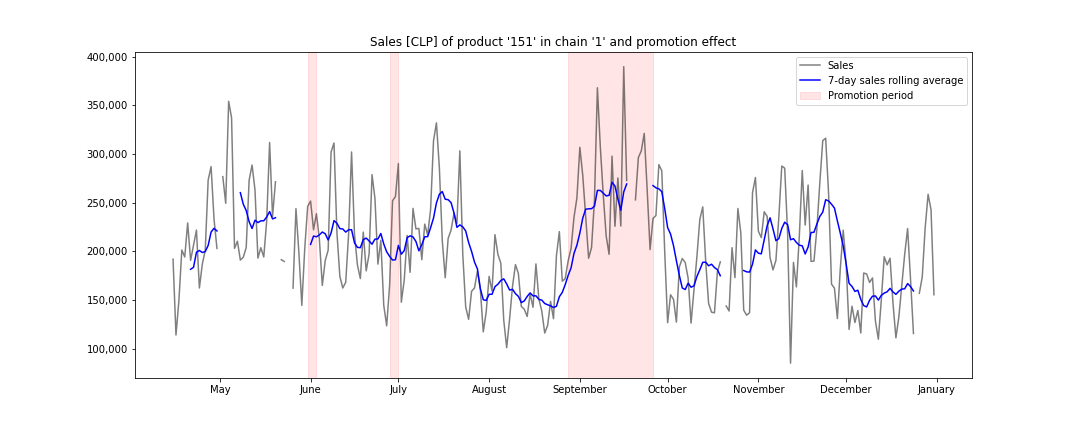 Sales [CLP] of product '151' in chain '1' and promotion effect
400,000
350,000
300,000
250,000
200,000
150,000
100,000
Sales
7-day sales rolling average
Promotion period
May
June
July
August
September
October
November
December
January